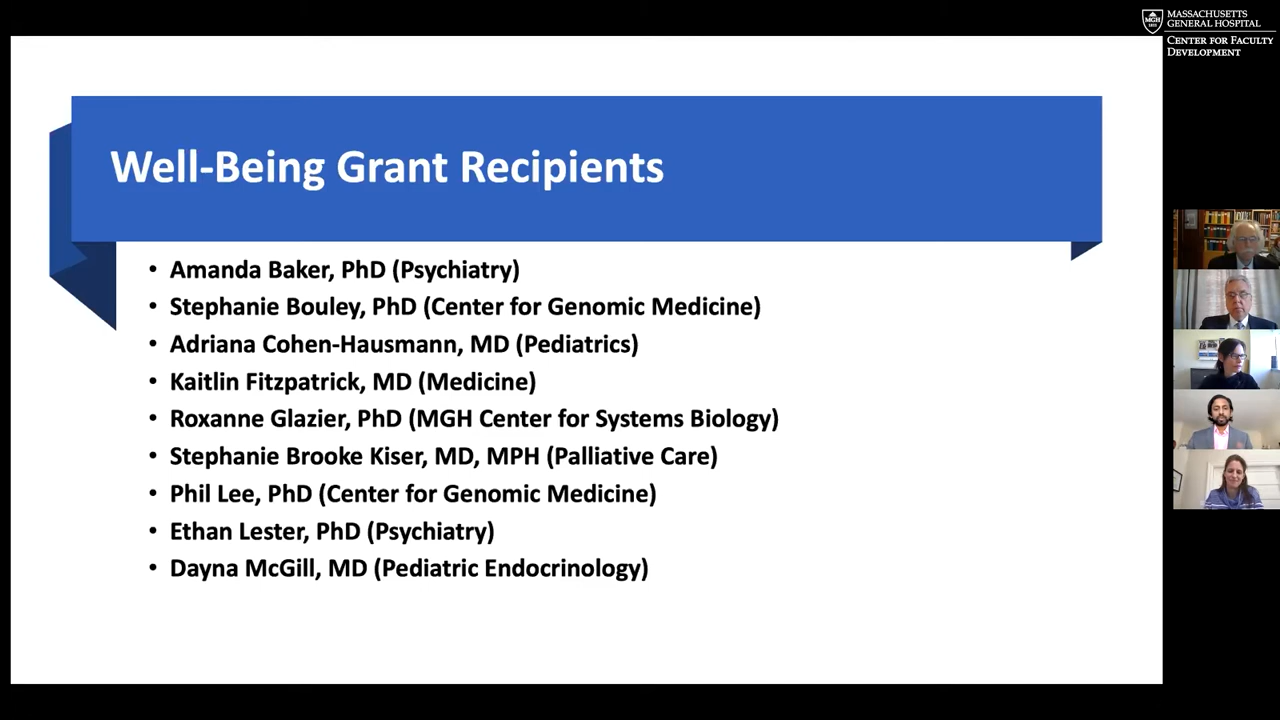 MASSACHUSETTS
GENERAL HOSPITAL
CENTER FOR FACULTY
DEVELOPMENT
MGH
1811
Well-Being Grant Recipients
• Amanda Baker, PhD (Psychiatry)
• Stephanie Bouley, PhD (Center for Genomic Medicine)
• Adriana Cohen-Hausmann, MD (Pediatrics)
• Kaitlin Fitzpatrick, MD (Medicine)
• Roxanne Glazier, PhD (MGH Center for Systems Biology)
• Stephanie Brooke Kiser, MD, MPH (Palliative Care)
• Phil Lee, PhD (Center for Genomic Medicine)
• Ethan Lester, PhD (Psychiatry)
• Dayna McGill, MD (Pediatric Endocrinology)